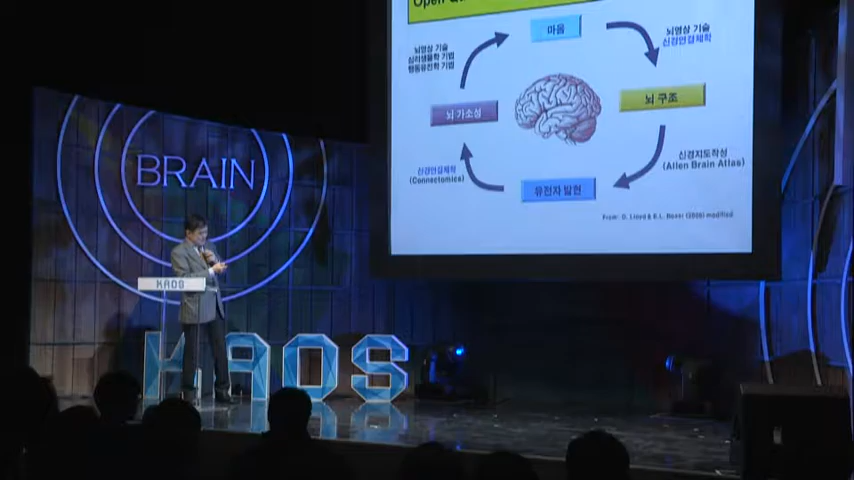 Open
마음
뇌영상 기술
신경연결체학
뇌영상 기술
심리생물학 기법
행동유전학 기법
뇌 구조
뇌 가소성
신경지도작성
(Allen Brain Atlas)
신경연결체학
(Connectomics)
유전자 발현
From: D. Lloyd & E.L. Rossi (2008) modified
BRAIN
KAOS
KAOS